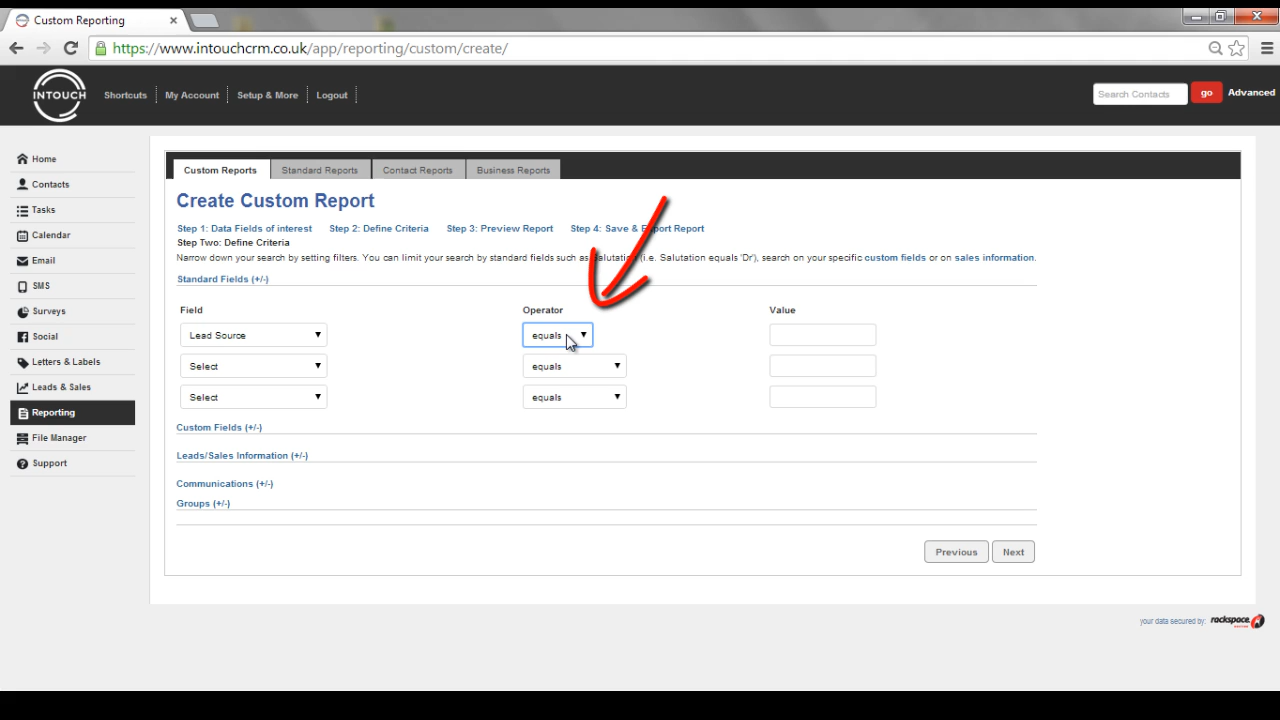 Custom Reporting
https://www.intouchcrm.co.uk/app/reporting/custom/create/
INTOUCH
Shortcuts My Account Setup & More Logout
Search Contacts go Advanced
Home
Contacts
Tasks
Calendar
Email
SMS
Surveys
Social
Letters & Labels
Leads & Sales
Reporting
File Manager
Support
Custom Reports Standard Reports Contact Reports Business Reports
Create Custom Report
Step 1: Data Fields of interest Step 2: Define Criteria Step 3: Preview Report Step 4: Save & Export Report
Step Two: Define Criteria
Narrow down your search by setting filters. You can limit your search by standard fields such as Salutation (i.e. Salutation equals 'Dr'), search on your specific custom fields or on sales information.
Standard Fields (+/-)
Field Operator Value
Lead Source equals
Select equals
Select equals
Custom Fields (+/-)
Leads/Sales Information (+/-)
Communications (+/-)
Groups (+/-)
Previous Next
your data secured by: rackspace